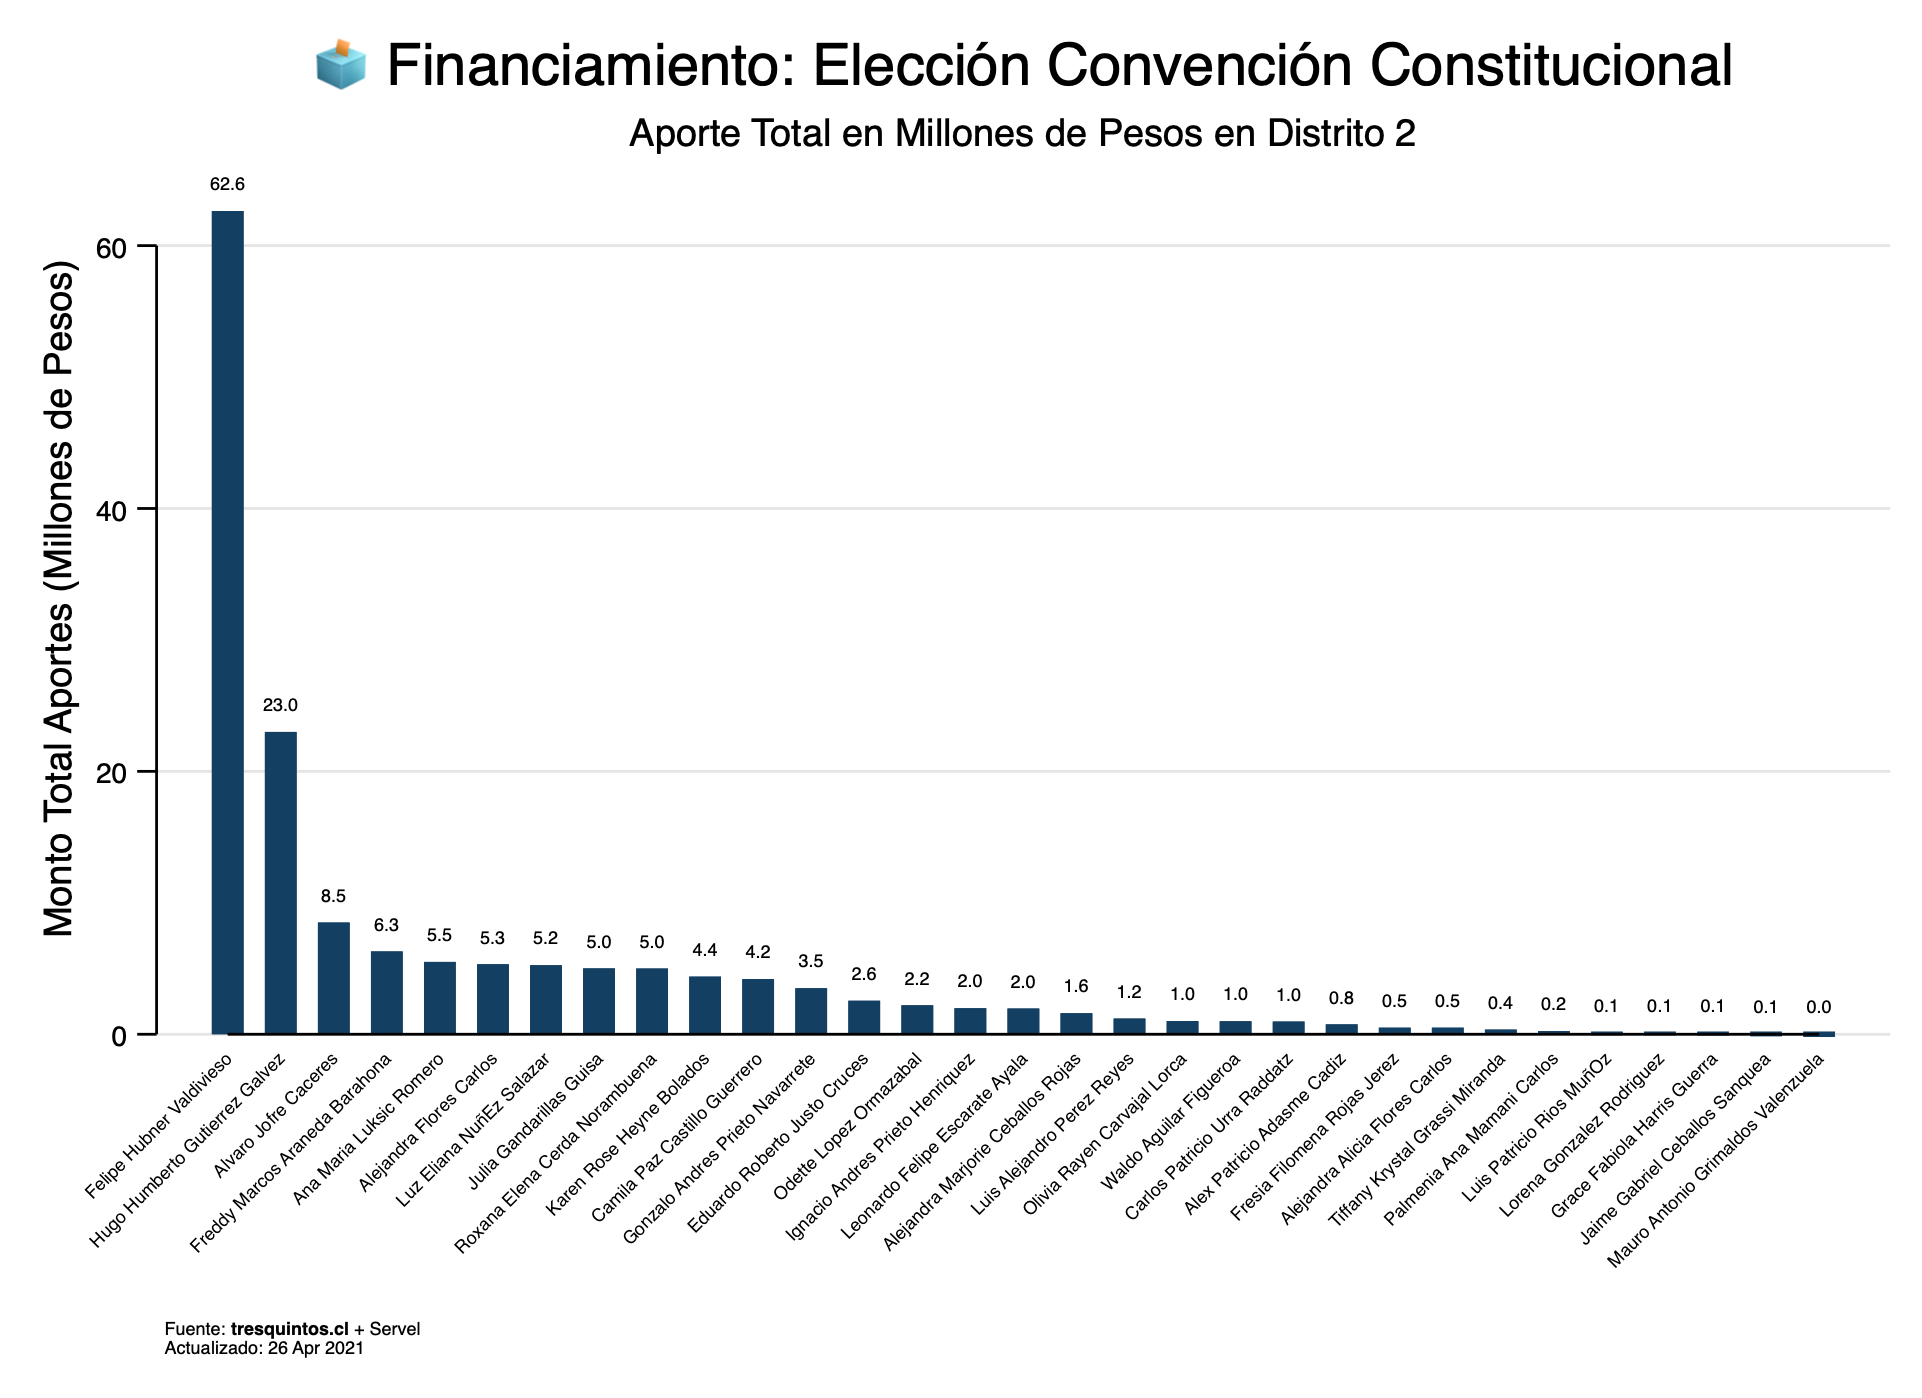 Financiamiento: Elección Convención Constitucional
Aporte Total en Millones de Pesos en Distrito 2
Monto Total Aportes (Millones de Pesos)
60
40
20
0
62.6
23.0
8.5
6.3
5.5
5.3
5.2
5.0
5.0
4.4
4.2
3.5
2.6
2.2
2.0
2.0
1.6
1.2
1.0
1.0
1.0
0.8
0.5
0.5
0.4
0.2
0.1
0.1
0.1
0.1
0.0
Felipe Hubner Valdivieso
Hugo Humberto Gutierrez Galvez
Alvaro Jofre Caceres
Freddy Marcos Araneda Barahona
Ana Maria Luksic Romero
Alejandra Flores Carlos
Luz Eliana NuñEz Salazar
Julia Gandarillas Guisa
Roxana Elena Cerda Norambuena
Karen Rose Heyne Bolados
Camila Paz Castillo Guerrero
Gonzalo Andres Prieto Navarrete
Eduardo Roberto Justo Cruces
Odette Lopez Ormazabal
Ignacio Andres Prieto Henriquez
Leonardo Felipe Escarate Ayala
Alejandra Marjorie Ceballos Rojas
Luis Alejandro Perez Reyes
Olivia Rayen Carvajal Lorca
Waldo Aguilar Figueroa
Carlos Patricio Urra Raddatz
Alex Patricio Adasme Cadiz
Fresia Filomena Rojas Jerez
Alejandra Alicia Flores Carlos
Tiffany Krystal Grassi Miranda
Palmenia Ana Mamani Carlos
Luis Patricio Rios MuñOz
Lorena Gonzalez Rodriguez
Grace Fabiola Harris Guerra
Jaime Gabriel Ceballos Sanquea
Mauro Antonio Grimaldos Valenzuela
Fuente: tresquintos.cl + Servel
Actualizado: 26 Apr 2021